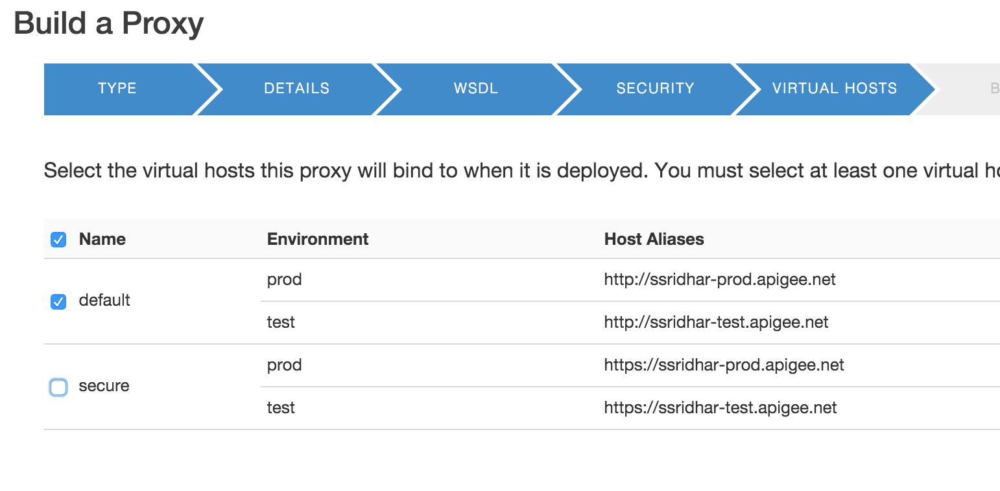 Build a Proxy
TYPE DETAILS WSDL SECURITY VIRTUAL HOSTS
Select the virtual hosts this proxy will bind to when it is deployed. You must select at least one virtual
Name Environment Host Aliases
default
prod http://ssridhar-prod.apigee.net
test http://ssridhar-test.apigee.net
secure
prod https://ssridhar-prod.apigee.net
test https://ssridhar-test.apigee.net